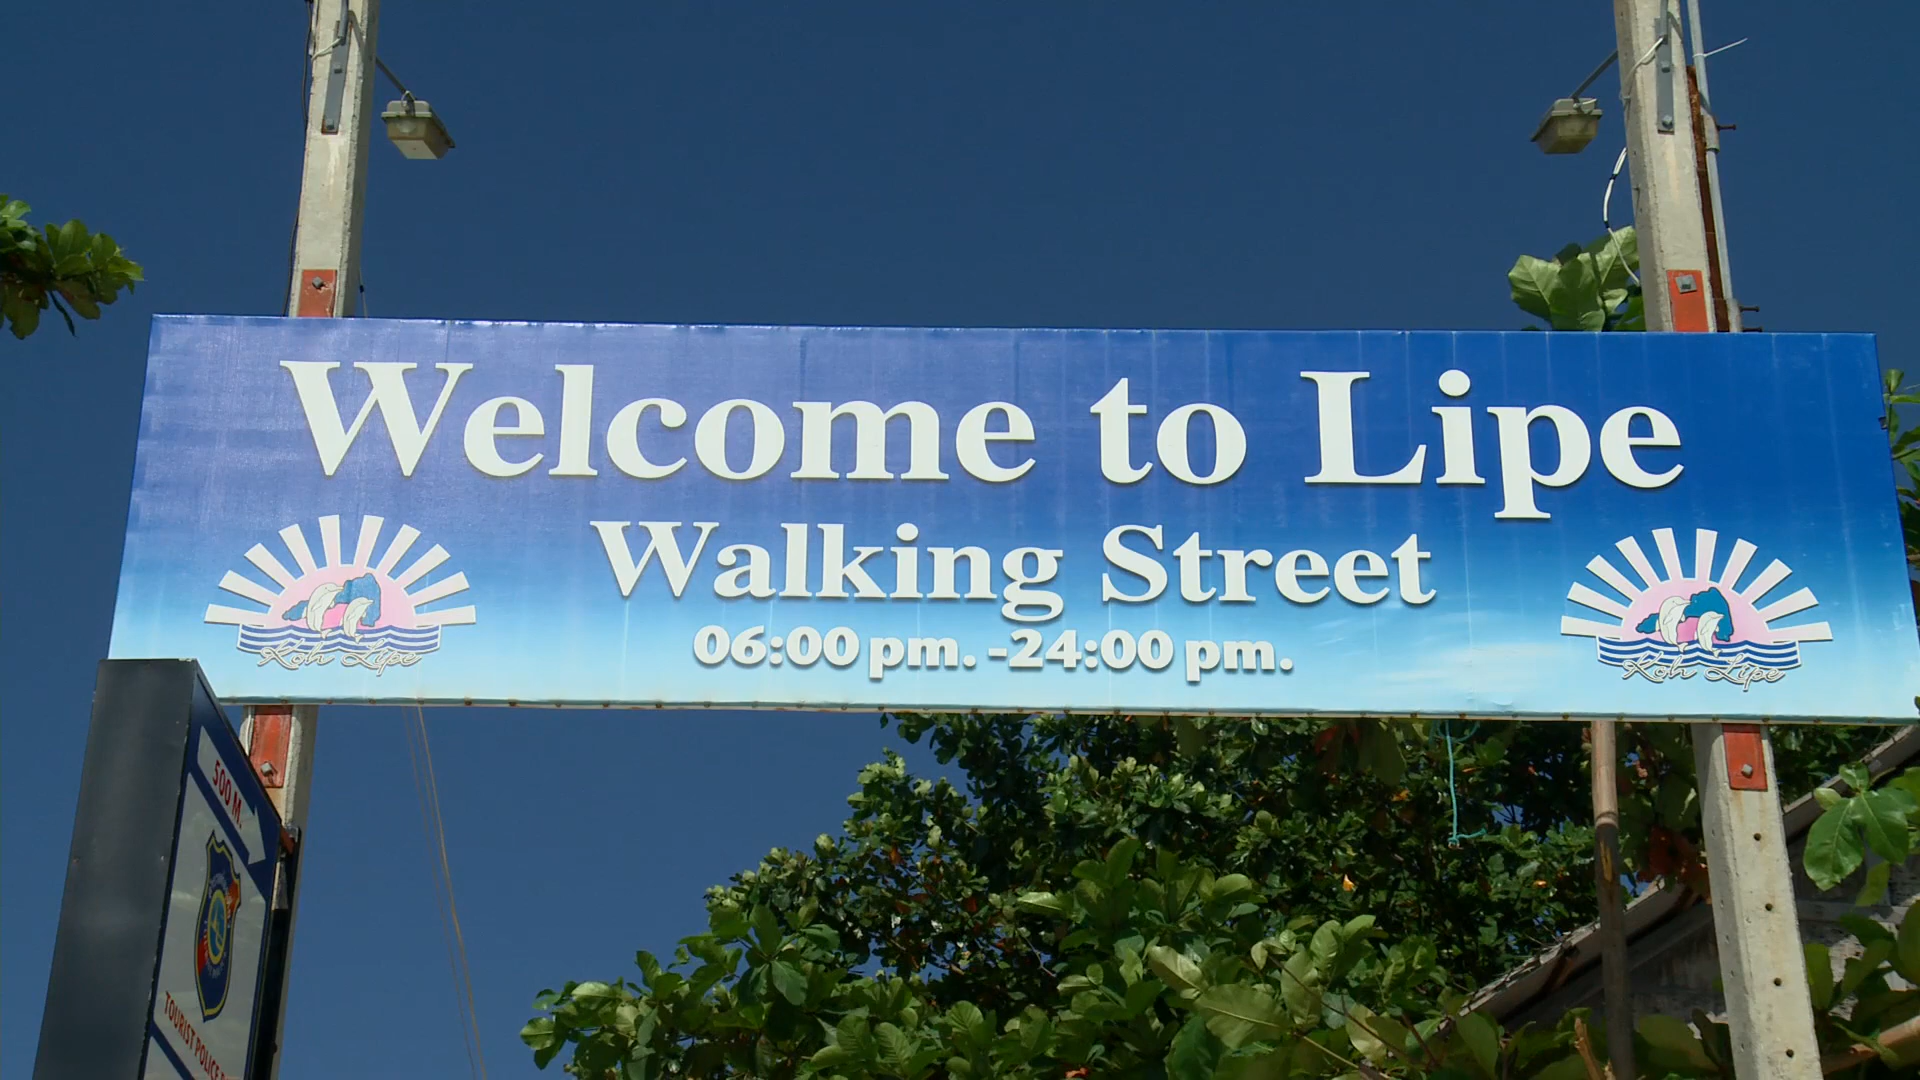 Welcome to Lipe
Walking Street
06:00 pm. -24:00 pm.
Koh Lipe
Koh Lipe
500 M.
TOURIST POLICE